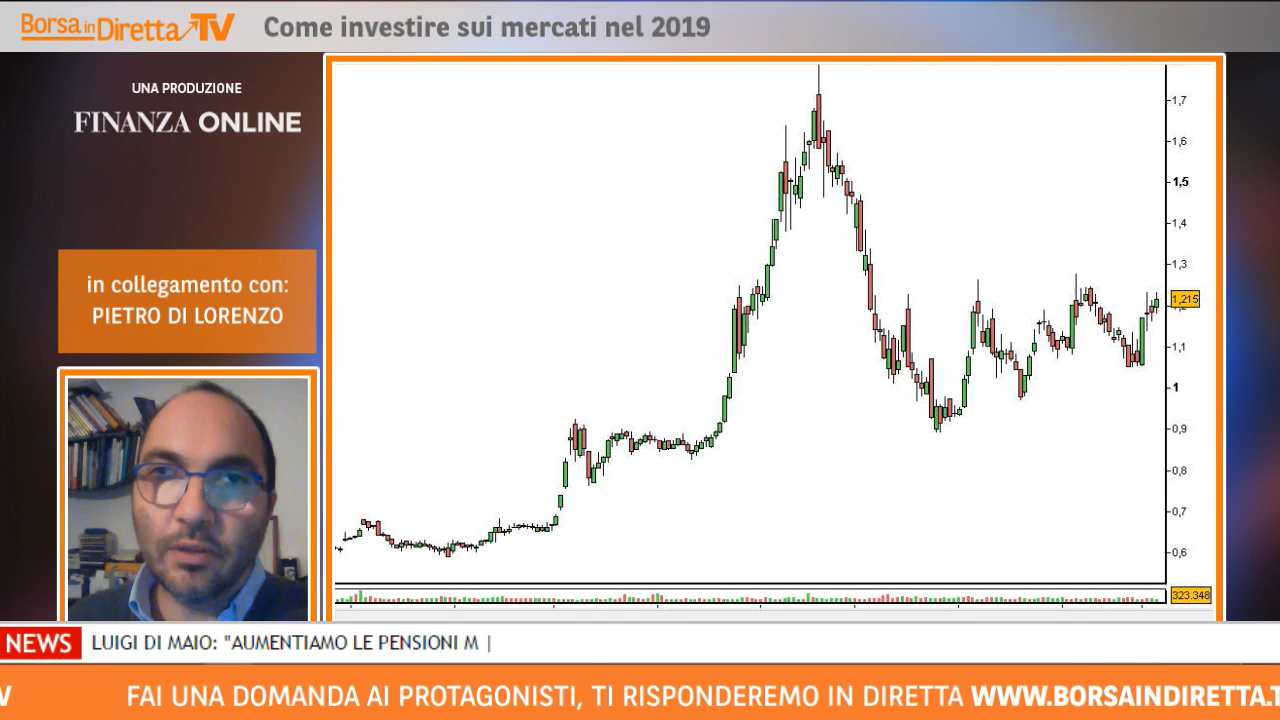 Borsa in Diretta TV
Come investire sui mercati nel 2019
UNA PRODUZIONE
FINANZA ONLINE
in collegamento con:
PIETRO DI LORENZO
1,7
1,6
1,5
1,4
1,3
1,215
1,1
1
0,9
0,8
0,7
0,6
323.348
NEWS LUIGI DI MAIO: "AUMENTIAMO LE PENSIONI M |
V FAI UNA DOMANDA AI PROTAGONISTI, TI RISPONDEREMO IN DIRETTA WWW.BORSAINDIRETTA.T